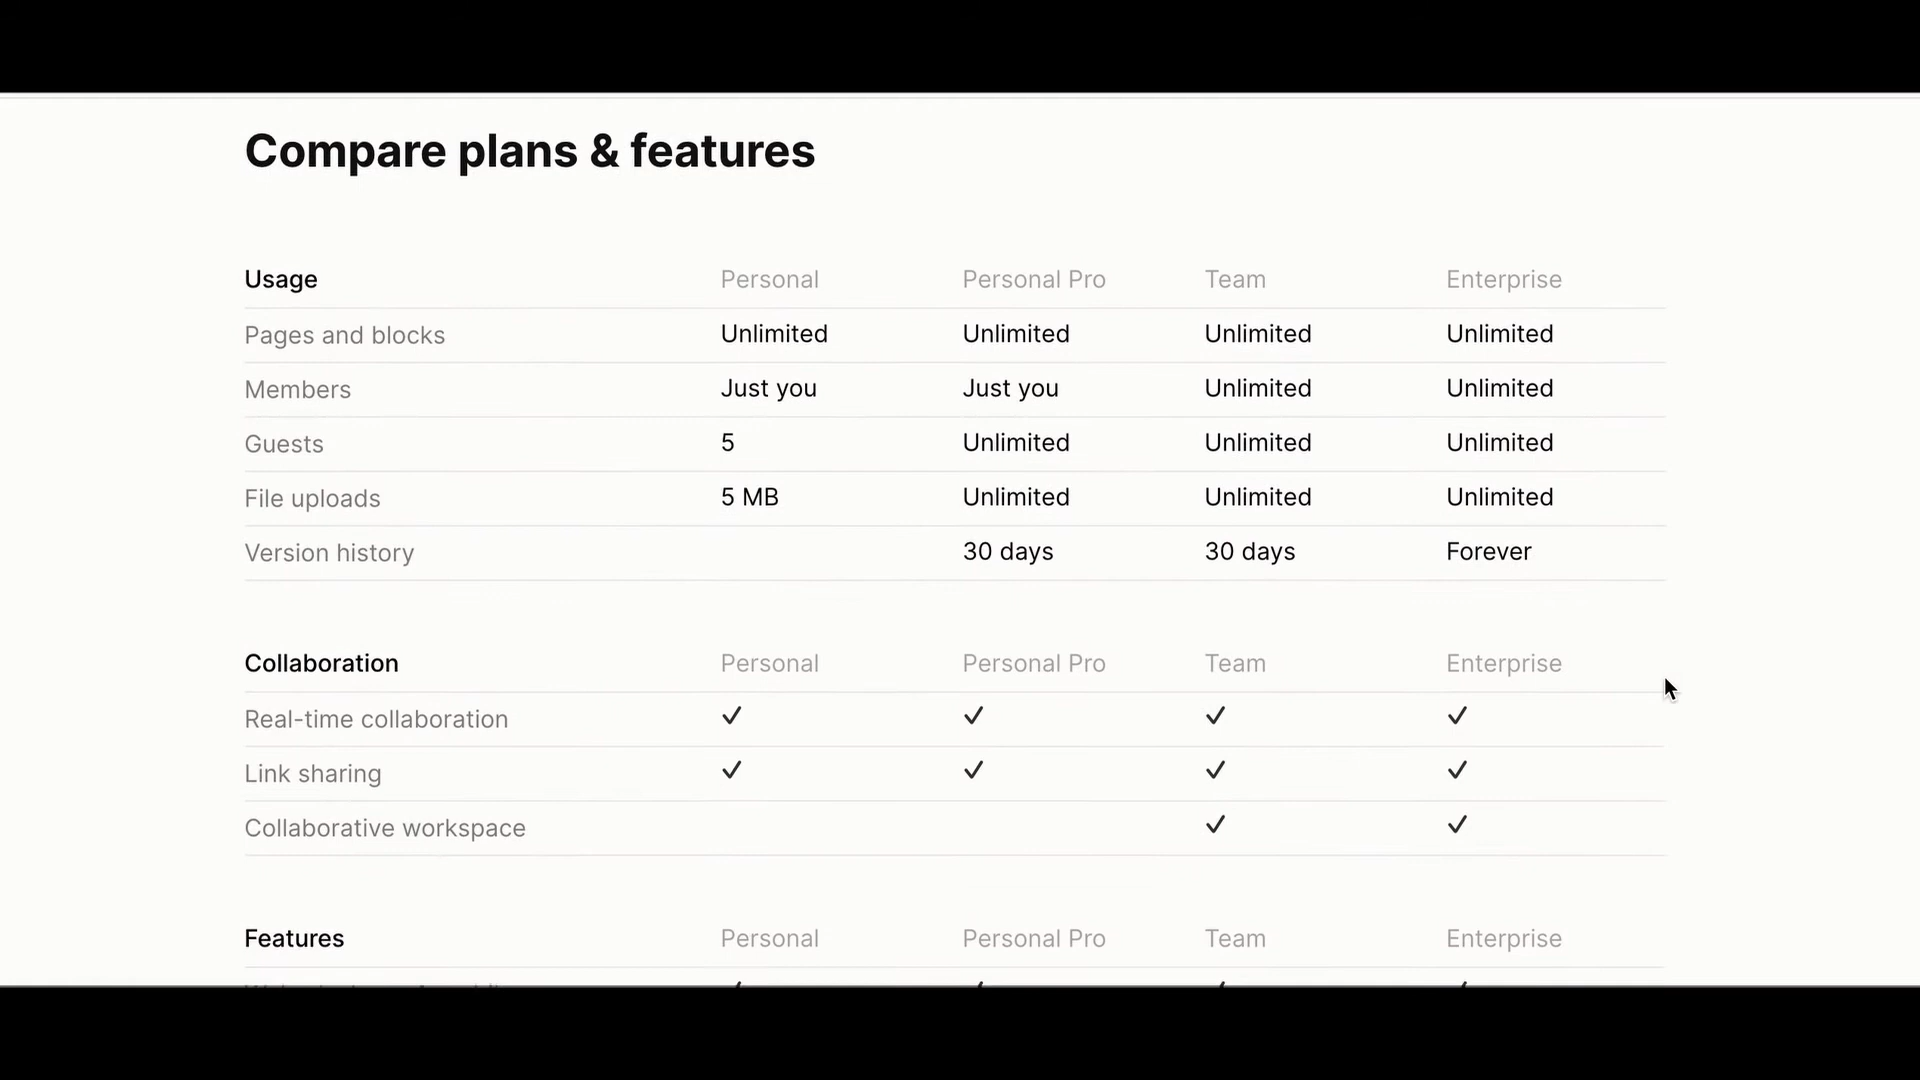 Compare plans & features
Usage Personal Personal Pro Team Enterprise
Pages and blocks Unlimited Unlimited Unlimited Unlimited
Members Just you Just you Unlimited Unlimited
Guests 5 Unlimited Unlimited Unlimited
File uploads 5 MB Unlimited Unlimited Unlimited
Version history 30 days 30 days Forever
Collaboration Personal Personal Pro Team Enterprise
Real-time collaboration ✓ ✓ ✓ ✓
Link sharing ✓ ✓ ✓ ✓
Collaborative workspace ✓ ✓
Features Personal Personal Pro Team Enterprise